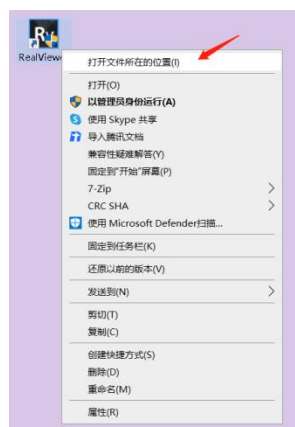 Rv
RealView
打开文件所在的位置(I)
打开(O)
以管理员身份运行(A)
使用 Skype 共享
导入腾讯文档
兼容性疑难解答(Y)
固定到"开始"屏幕(P)
7-Zip
CRC SHA
使用 Microsoft Defender扫描...
固定到任务栏(K)
还原以前的版本(V)
发送到(N)
剪切(T)
复制(C)
创建快捷方式(S)
删除(D)
重命名(M)
属性(R)